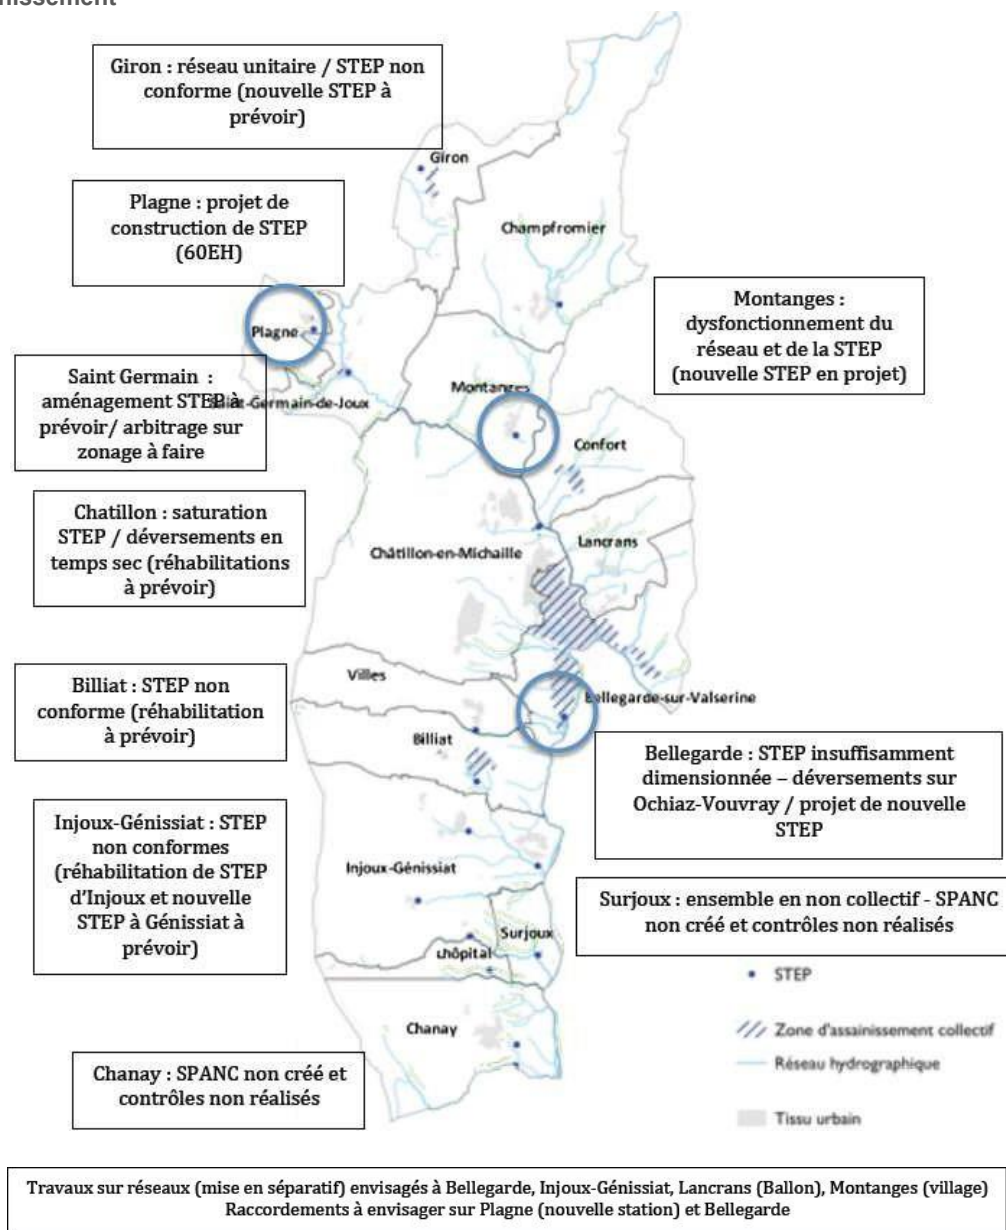 nissement
Giron : réseau unitaire / STEP non
conforme (nouvelle STEP à
prévoir)
Giron
Plagne : projet de
construction de STEP
(60EH)
Champfromier
Montanges :
dysfonctionnement du
réseau et de la STEP
(nouvelle STEP en projet)
Plagne
Saint Germain :
aménagement STEP à
prévoir/ arbitrage sur
zonage à faire
-Germain-de-Joux
Montanges
Confort
Chatillon : saturation
STEP / déversements en
temps sec (réhabilitations
à prévoir)
Châtillon-en-Michaille
Lancrans
Villes
Billiat : STEP non
conforme (réhabilitation
à prévoir)
Bellegarde-sur-Valserine
Billiat
Bellegarde : STEP insuffisamment
dimensionnée – déversements sur
Ochiaz-Vouvray / projet de nouvelle
STEP
Injoux-Génissiat : STEP
non conformes
(réhabilitation de STEP
d'Injoux et nouvelle
STEP à Génissiat à
prévoir)
Injoux-Génissiat
Surjoux : ensemble en non collectif - SPANC
non créé et contrôles non réalisés
Surjoux
Lhôpital
STEP
Chanay
Zone d'assainissement collectif
Réseau hydrographique
Chanay : SPANC non créé et
contrôles non réalisés
Tissu urbain
Travaux sur réseaux (mise en séparatif) envisagés à Bellegarde, Injoux-Génissiat, Lancrans (Ballon), Montanges (village)
Raccordements à envisager sur Plagne (nouvelle station) et Bellegarde